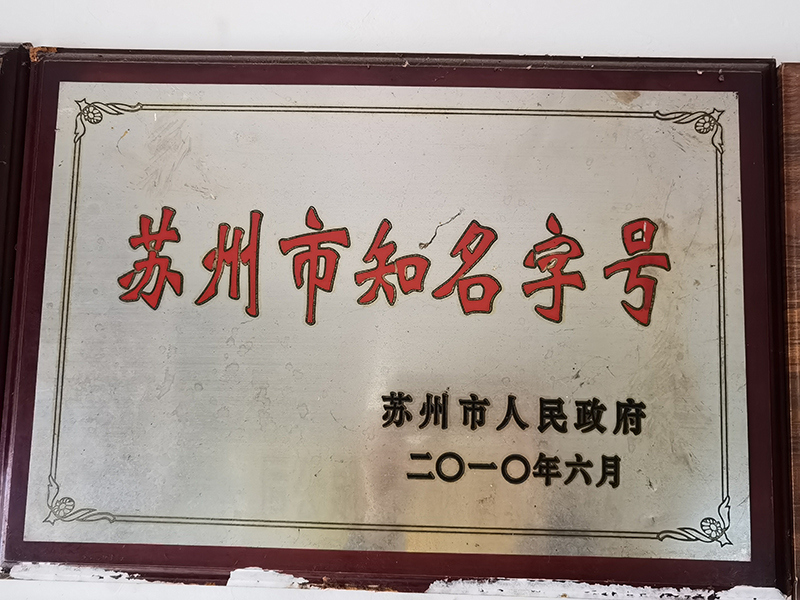 苏州市知名字号
苏州市人民政府
二〇一〇年六月